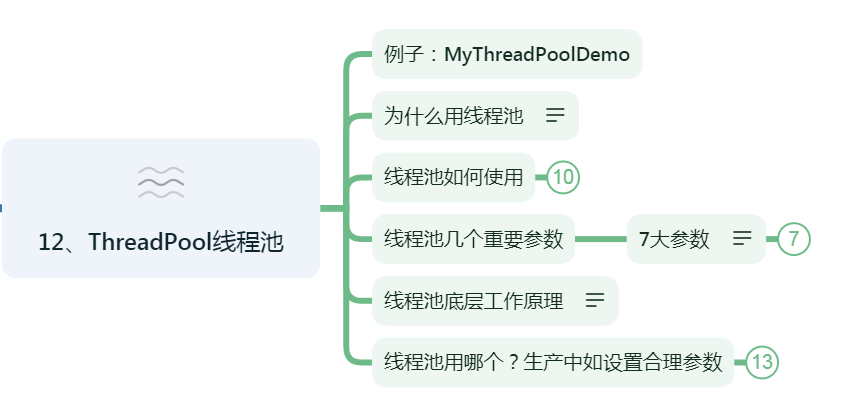 例子：MyThreadPoolDemo
为什么用线程池
线程池如何使用
10
12、ThreadPool线程池
线程池几个重要参数
7大参数
7
线程池底层工作原理
线程池用哪个？生产中如设置合理参数
13